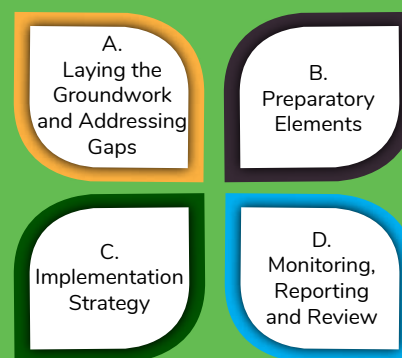 A.
Laying the
Groundwork
and Addressing
Gaps
B.
Preparatory
Elements
C.
Implementation
Strategy
D.
Monitoring,
Reporting
and Review